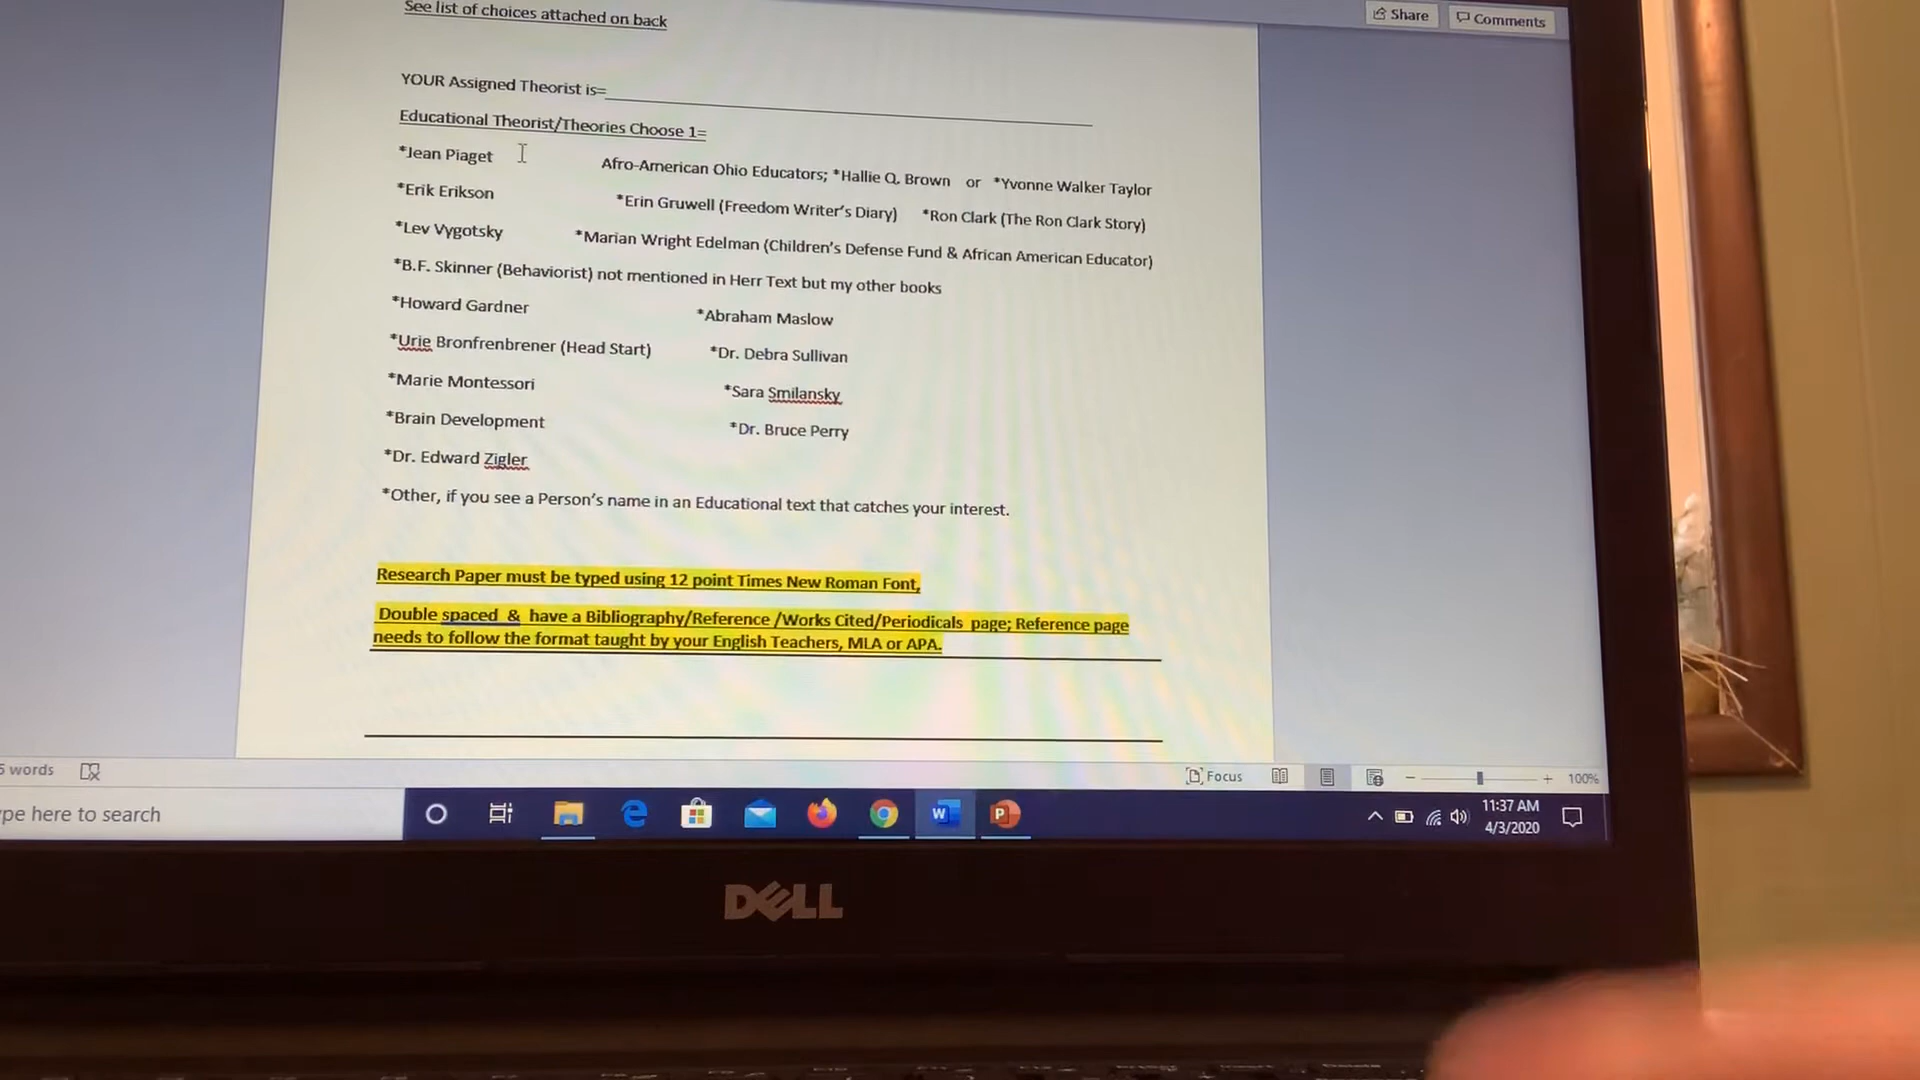 See list of choices attached on back
Share
Comments
YOUR Assigned Theorist is=
Educational Theorist/Theories Choose 1=
*Jean Piaget Afro-American Ohio Educators; *Hallie Q. Brown or *Yvonne Walker Taylor
*Erik Erikson *Erin Gruwell (Freedom Writer's Diary) *Ron Clark (The Ron Clark Story)
*Lev Vygotsky *Marian Wright Edelman (Children's Defense Fund & African American Educator)
*B.F. Skinner (Behaviorist) not mentioned in Herr Text but my other books
*Howard Gardner *Abraham Maslow
*Urie Bronfrenbrener (Head Start) *Dr. Debra Sullivan
*Marie Montessori *Sara Smilansky
*Brain Development *Dr. Bruce Perry
*Dr. Edward Zigler
*Other, if you see a Person's name in an Educational text that catches your interest.
Research Paper must be typed using 12 point Times New Roman Font,
Double spaced & have a Bibliography/Reference /Works Cited/Periodicals page; Reference page
needs to follow the format taught by your English Teachers, MLA or APA.
5 words
Focus
100%
pe here to search
W
P
11:37 AM
4/3/2020
DELL